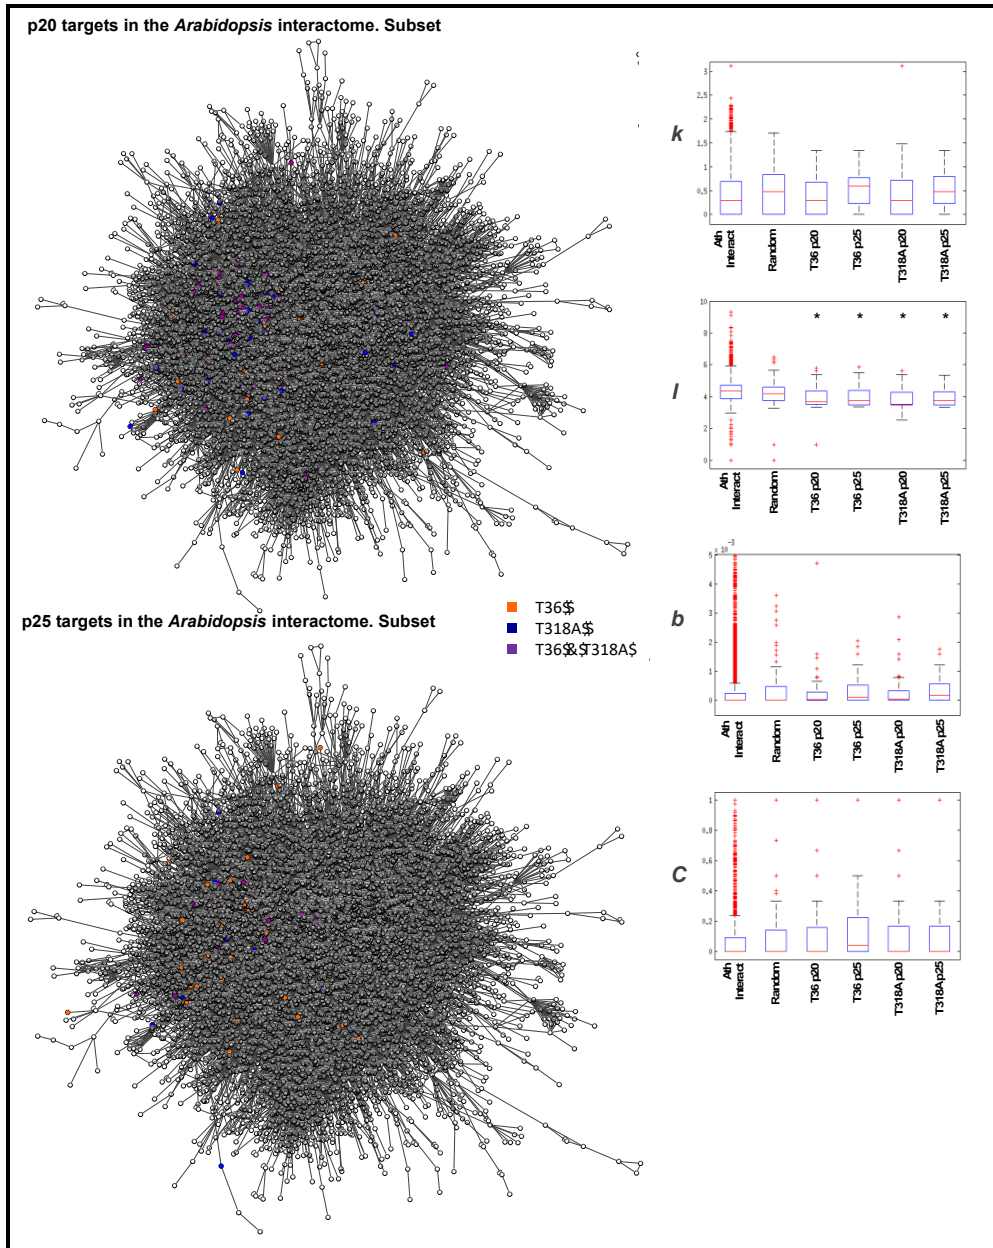 p20 targets in the Arabidopsis interactome. Subset
k
3
2,5
2
1,5
1
0,5
0
Ath Interact
Random
T36 p20
T36 p25
T318A p20
T318A p25
l
10
8
6
4
2
0
* * * *
Ath Interact
Random
T36 p20
T36 p25
T318A p20
T318A p25
T36$
T318A$
T36$&$T318A$
b
x 10⁻³
5
4
3
2
1
0
Ath Interact
Random
T36 p20
T36 p25
T318A p20
T318A p25
C
1
0,8
0,6
0,4
0,2
0
Ath Interact
Random
T36 p20
T36 p25
T318A p20
T318A p25
p25 targets in the Arabidopsis interactome. Subset